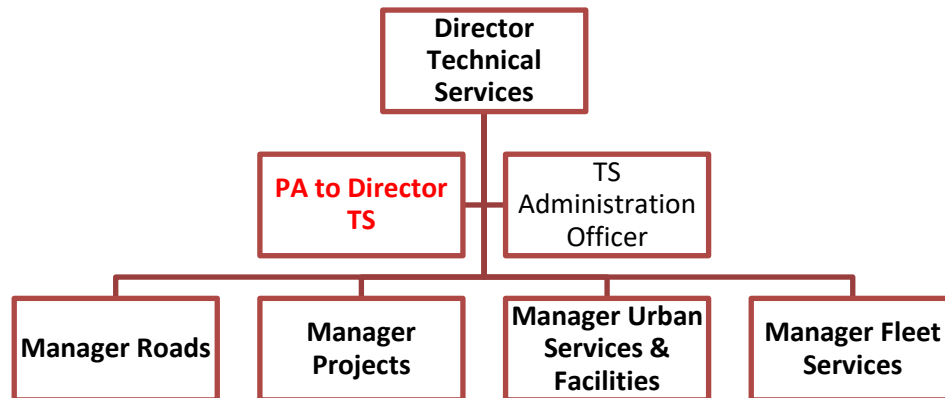 Director
Technical
Services
PA to Director
TS
TS
Administration
Officer
Manager Roads
Manager
Projects
Manager Urban
Services &
Facilities
Manager Fleet
Services